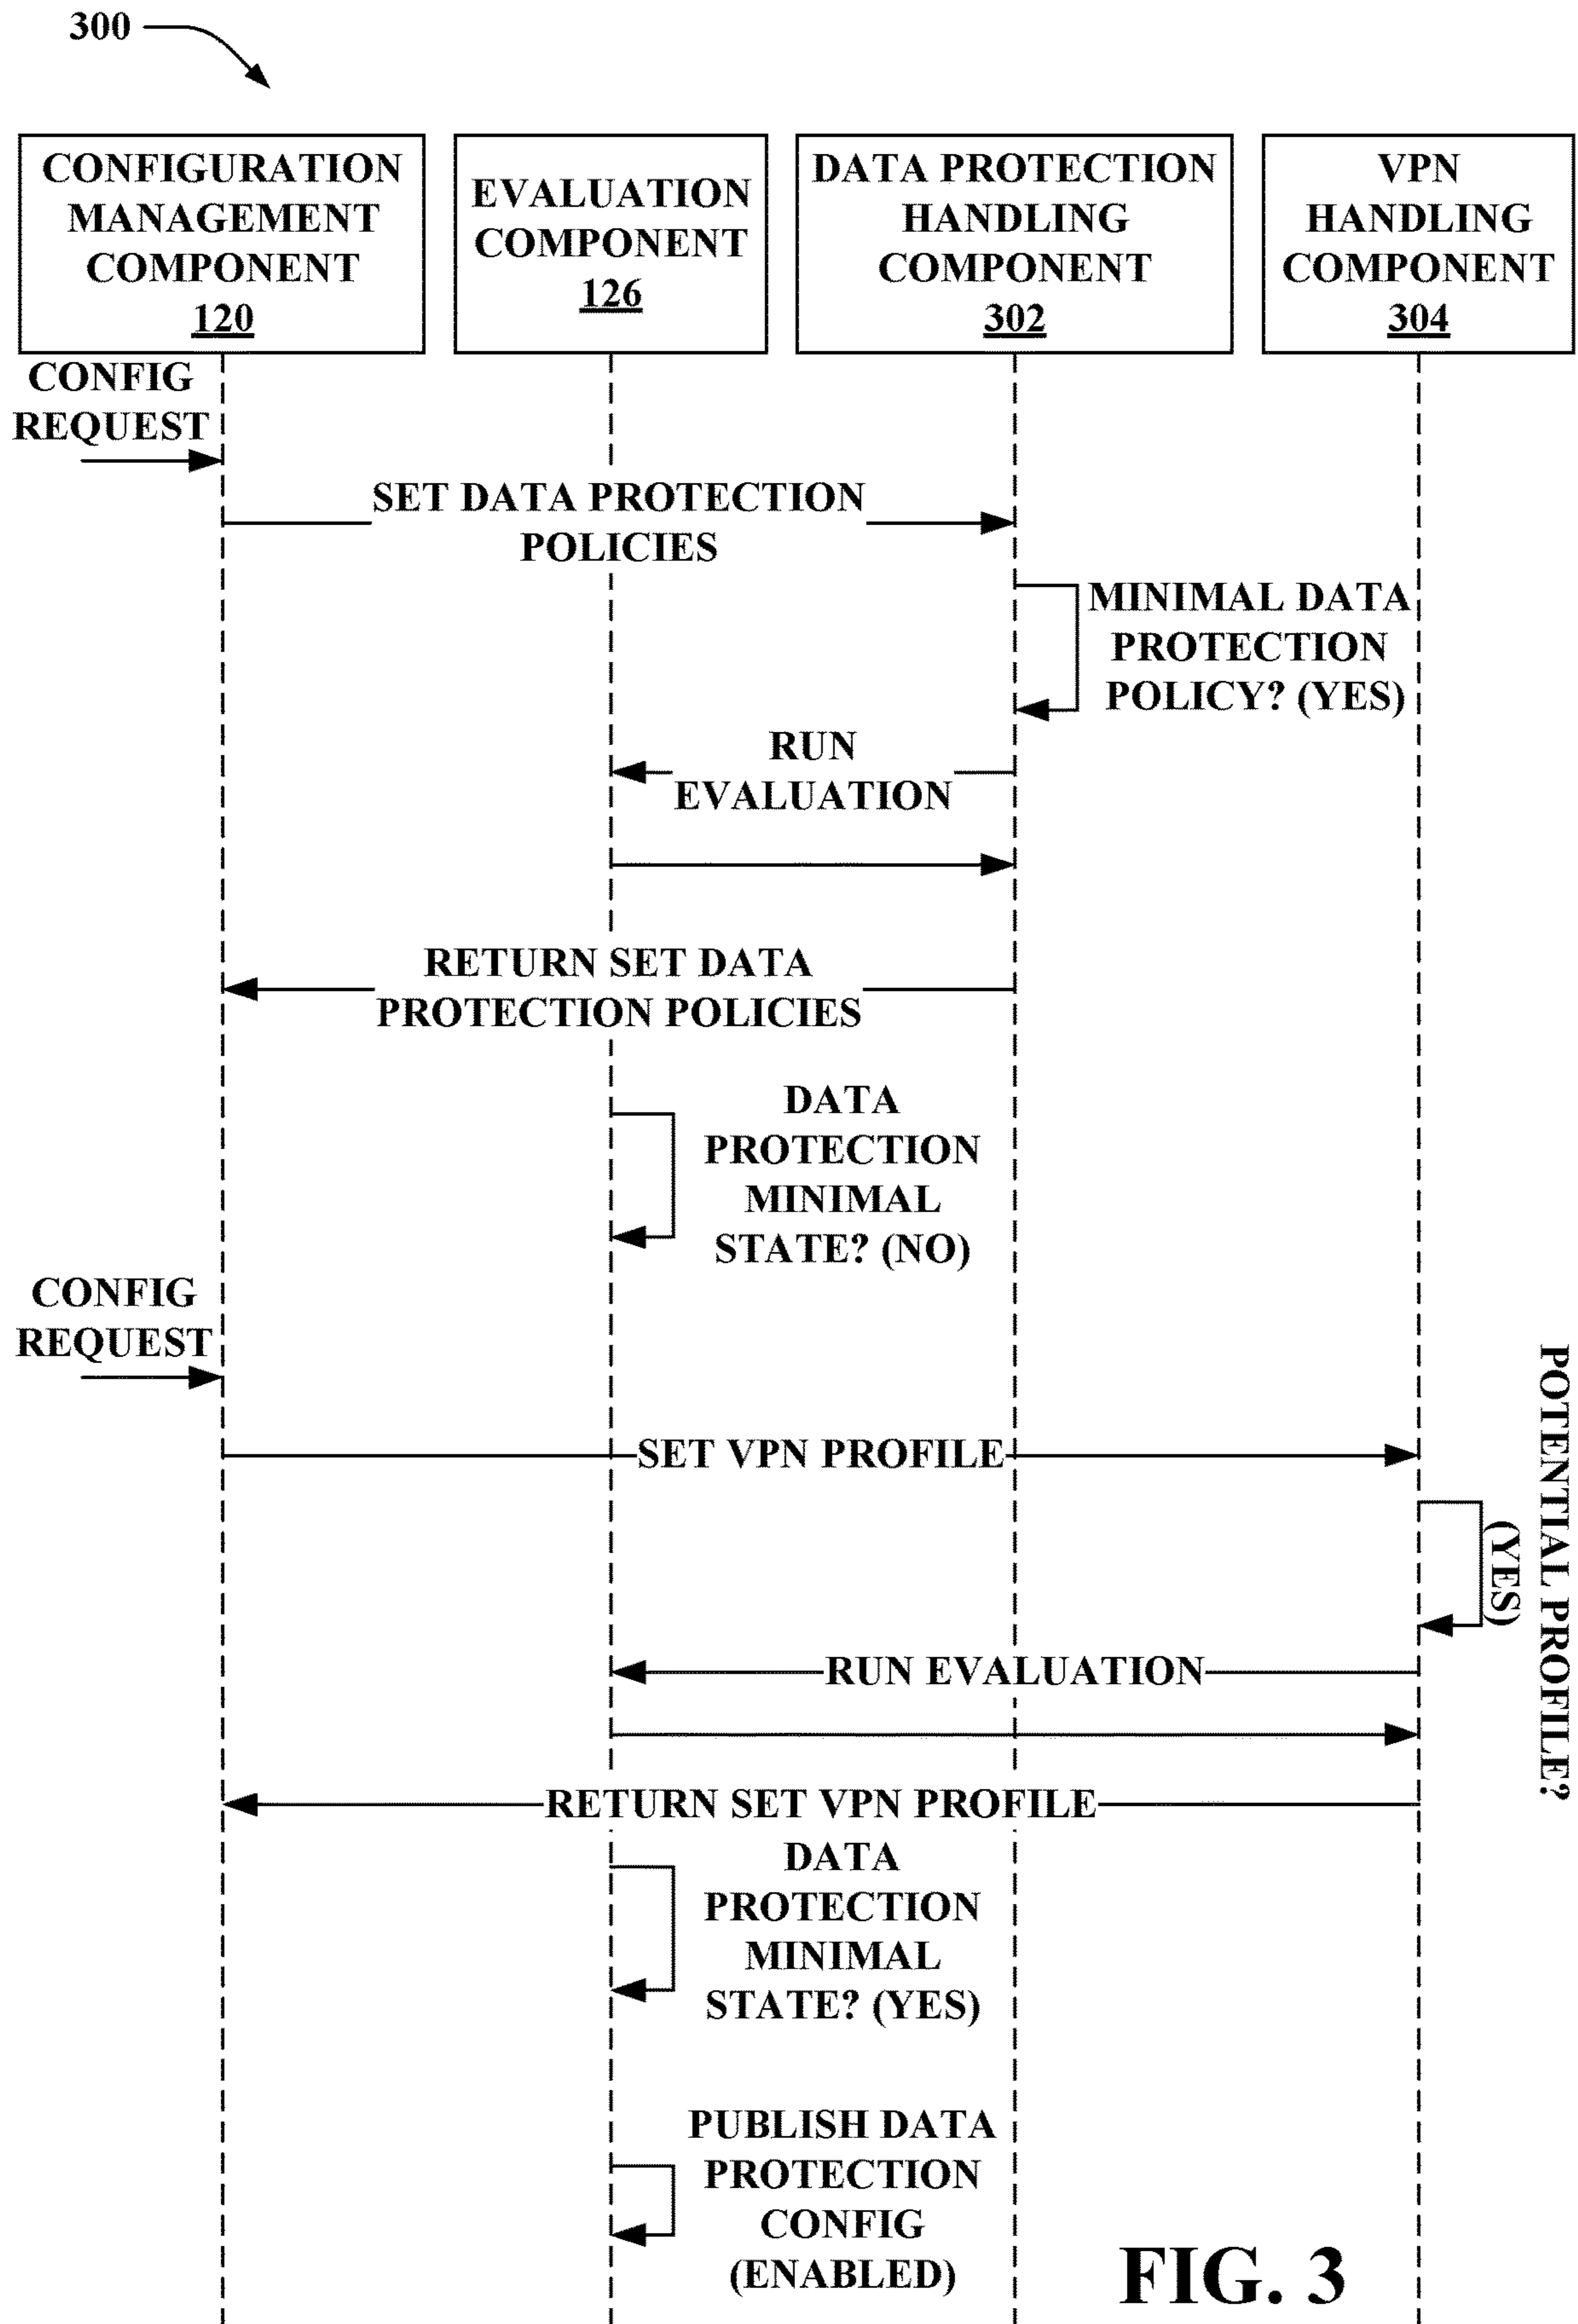 300
CONFIGURATION
MANAGEMENT
COMPONENT
120
EVALUATION
COMPONENT
126
DATA PROTECTION
HANDLING
COMPONENT
302
VPN
HANDLING
COMPONENT
304
CONFIG
REQUEST
SET DATA PROTECTION
POLICIES
MINIMAL DATA
PROTECTION
POLICY? (YES)
RUN
EVALUATION
RETURN SET DATA
PROTECTION POLICIES
DATA
PROTECTION
MINIMAL
STATE? (NO)
CONFIG
REQUEST
SET VPN PROFILE
POTENTIAL PROFILE?
(YES)
RUN EVALUATION
RETURN SET VPN PROFILE
DATA
PROTECTION
MINIMAL
STATE? (YES)
PUBLISH DATA
PROTECTION
CONFIG
(ENABLED)
FIG. 3